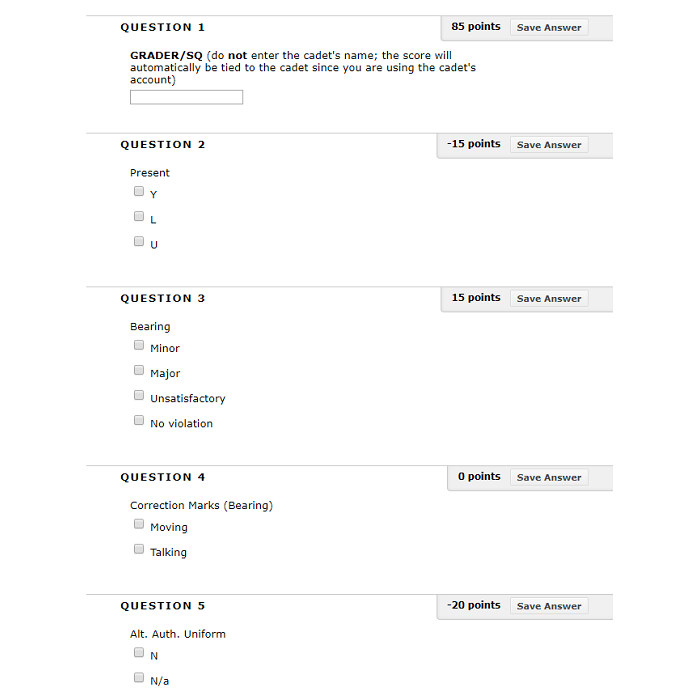 QUESTION 1
85 points
Save Answer
GRADER/SQ (do not enter the cadet's name; the score will
automatically be tied to the cadet since you are using the cadet's
account)
QUESTION 2
-15 points
Save Answer
Present
Y
L
U
QUESTION 3
15 points
Save Answer
Bearing
Minor
Major
Unsatisfactory
No violation
QUESTION 4
0 points
Save Answer
Correction Marks (Bearing)
Moving
Talking
QUESTION 5
-20 points
Save Answer
Alt. Auth. Uniform
N
N/a